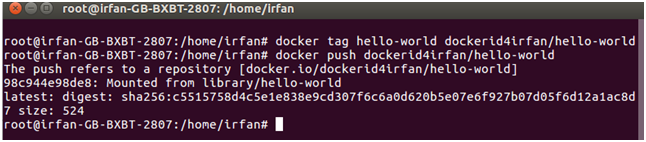 root@irfan-GB-BXBT-2807: /home/irfan
root@irfan-GB-BXBT-2807:/home/irfan# docker tag hello-world dockerid4irfan/hello-world
root@irfan-GB-BXBT-2807:/home/irfan# docker push dockerid4irfan/hello-world
The push refers to a repository [docker.io/dockerid4irfan/hello-world]
98c944e98de8: Mounted from library/hello-world
latest: digest: sha256:c5515758d4c5e1e838e9cd307f6c6a0d620b5e07e6f927b07d05f6d12a1ac8d
7 size: 524
root@irfan-GB-BXBT-2807:/home/irfan#